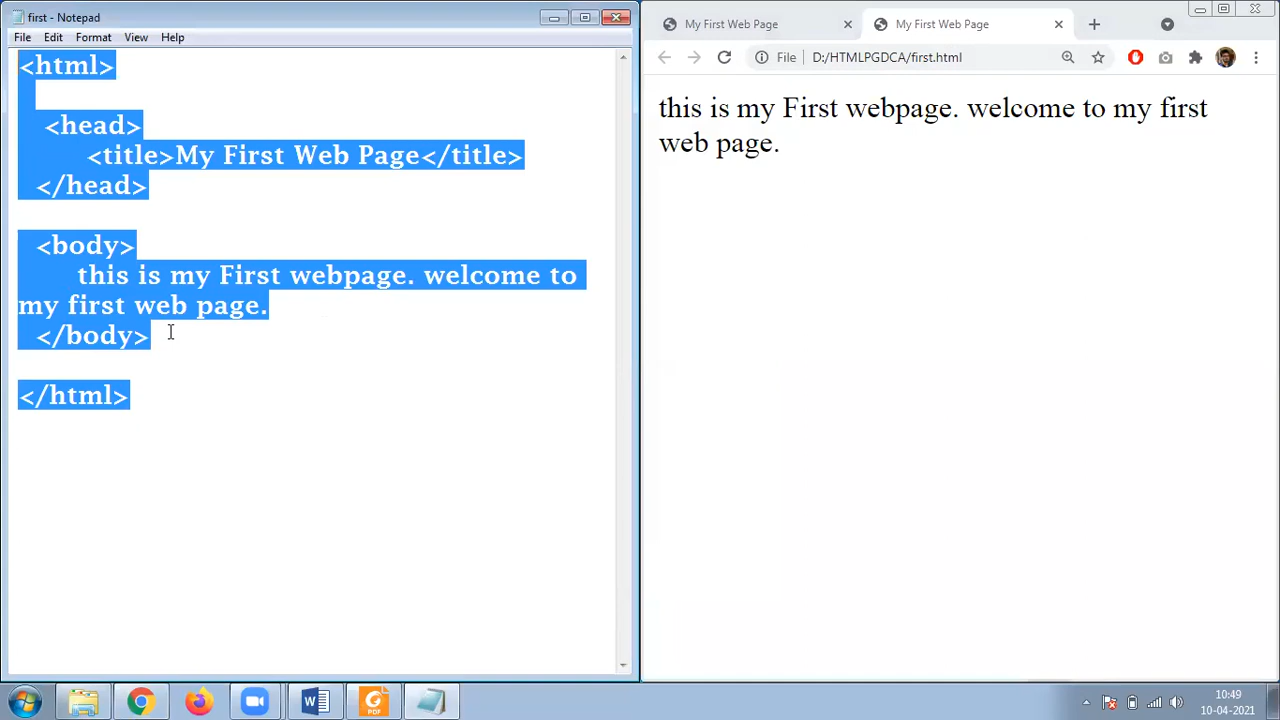 first - Notepad
File Edit Format View Help
<html>
<head>
<title>My First Web Page</title>
</head>
<body>
this is my First webpage. welcome to
my first web page.
</body>
</html>
My First Web Page
My First Web Page
File D:/HTMLPGDCA/first.html
this is my First webpage. welcome to my first
web page.
PDF
10:49
10-04-2021